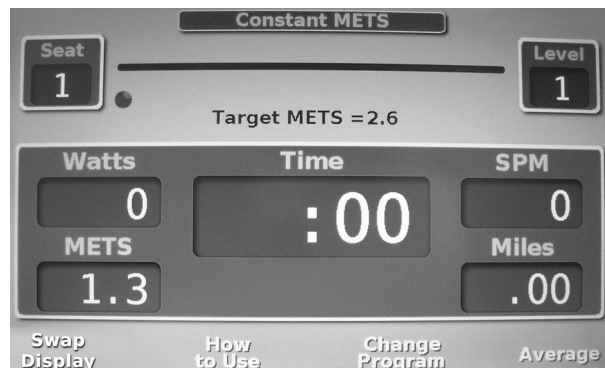 Constant METS
Seat
1
Level
1
Target METS =2.6
Watts
0
Time
:00
SPM
0
METS
1.3
Miles
.00
Swap
Display
How
to Use
Change
Program
Average